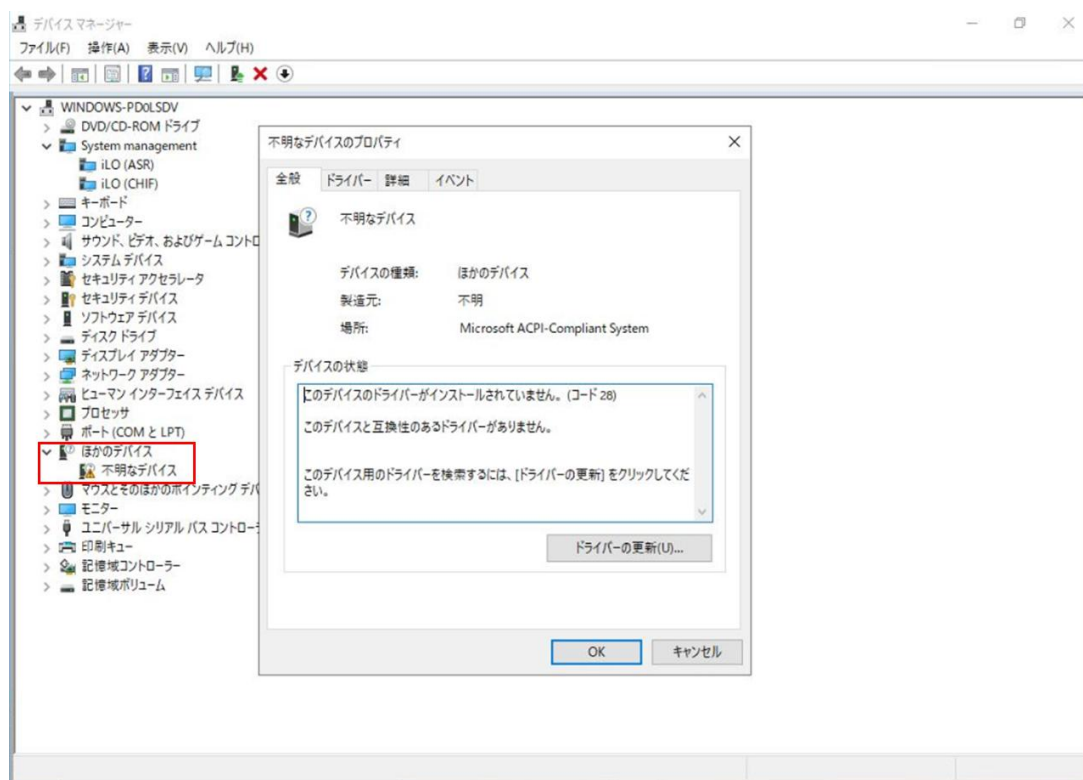 デバイス マネージャー
ファイル(F) 操作(A) 表示(V) ヘルプ(H)
WINDOWS-PD0LSDV
DVD/CD-ROM ドライブ
System management
iLO (ASR)
iLO (CHIF)
キーボード
コンピューター
サウンド、ビデオ、およびゲーム コントロ
システム デバイス
セキュリティ アクセラレータ
セキュリティ デバイス
ソフトウェア デバイス
ディスク ドライブ
ディスプレイ アダプター
ネットワーク アダプター
ヒューマン インターフェイス デバイス
プロセッサ
ポート (COM と LPT)
ほかのデバイス
不明なデバイス
マウスとそのほかのポインティング デバ
モニター
ユニバーサル シリアル バス コントロー
印刷キュー
記憶域コントローラー
記憶域ボリューム
不明なデバイスのプロパティ
全般 ドライバー 詳細 イベント
不明なデバイス
デバイスの種類: ほかのデバイス
製造元: 不明
場所: Microsoft ACPI-Compliant System
デバイスの状態
このデバイスのドライバーがインストールされていません。(コード 28)
このデバイスと互換性のあるドライバーがありません。
このデバイス用のドライバーを検索するには、[ドライバーの更新] をクリックしてくだ
さい。
ドライバーの更新(U)...
OK キャンセル